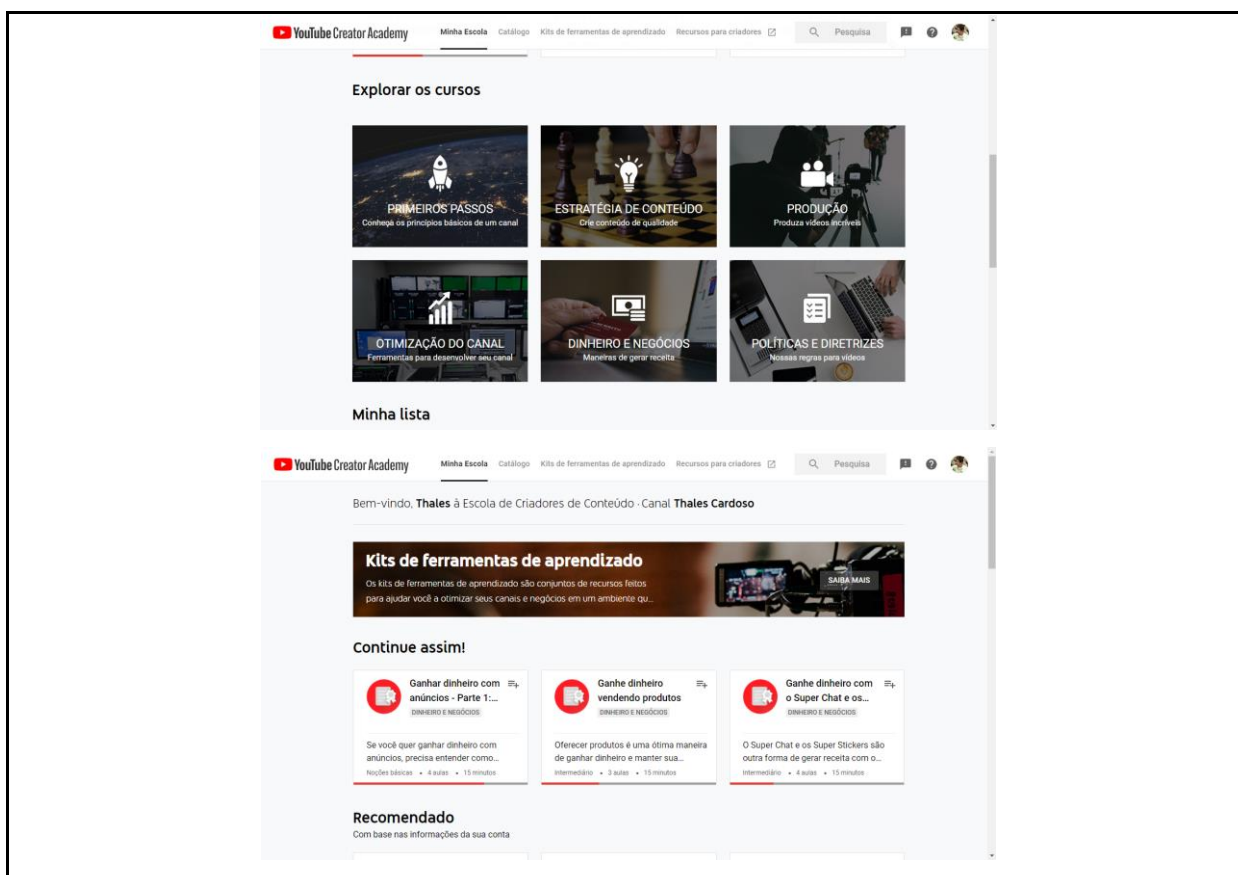 YouTube Creator Academy Minha Escola Catálogo Kits de ferramentas de aprendizado Recursos para criadores Pesquisa
Explorar os cursos
PRIMEIROS PASSOS
Conheça os princípios básicos de um canal
ESTRATÉGIA DE CONTEÚDO
Crie conteúdo de qualidade
PRODUÇÃO
Produza vídeos incríveis
OTIMIZAÇÃO DO CANAL
Ferramentas para desenvolver seu canal
DINHEIRO E NEGÓCIOS
Maneiras de gerar receita
POLÍTICAS E DIRETRIZES
Nossas regras para vídeos
Minha lista
YouTube Creator Academy Minha Escola Catálogo Kits de ferramentas de aprendizado Recursos para criadores Pesquisa
Bem-vindo, Thales à Escola de Criadores de Conteúdo · Canal Thales Cardoso
Kits de ferramentas de aprendizado
Os kits de ferramentas de aprendizado são conjuntos de recursos feitos
para ajudar você a otimizar seus canais e negócios em um ambiente qu...
SAIBA MAIS
Continue assim!
Ganhar dinheiro com
anúncios - Parte 1:...
DINHEIRO E NEGÓCIOS
Se você quer ganhar dinheiro com
anúncios, precisa entender como...
Noções básicas • 4 aulas • 15 minutos
Ganhe dinheiro
vendendo produtos
DINHEIRO E NEGÓCIOS
Oferecer produtos é uma ótima maneira
de ganhar dinheiro e manter sua...
Intermediário • 3 aulas • 15 minutos
Ganhe dinheiro com
o Super Chat e os...
DINHEIRO E NEGÓCIOS
O Super Chat e os Super Stickers são
outra forma de gerar receita com o...
Intermediário • 4 aulas • 15 minutos
Recomendado
Com base nas informações da sua conta